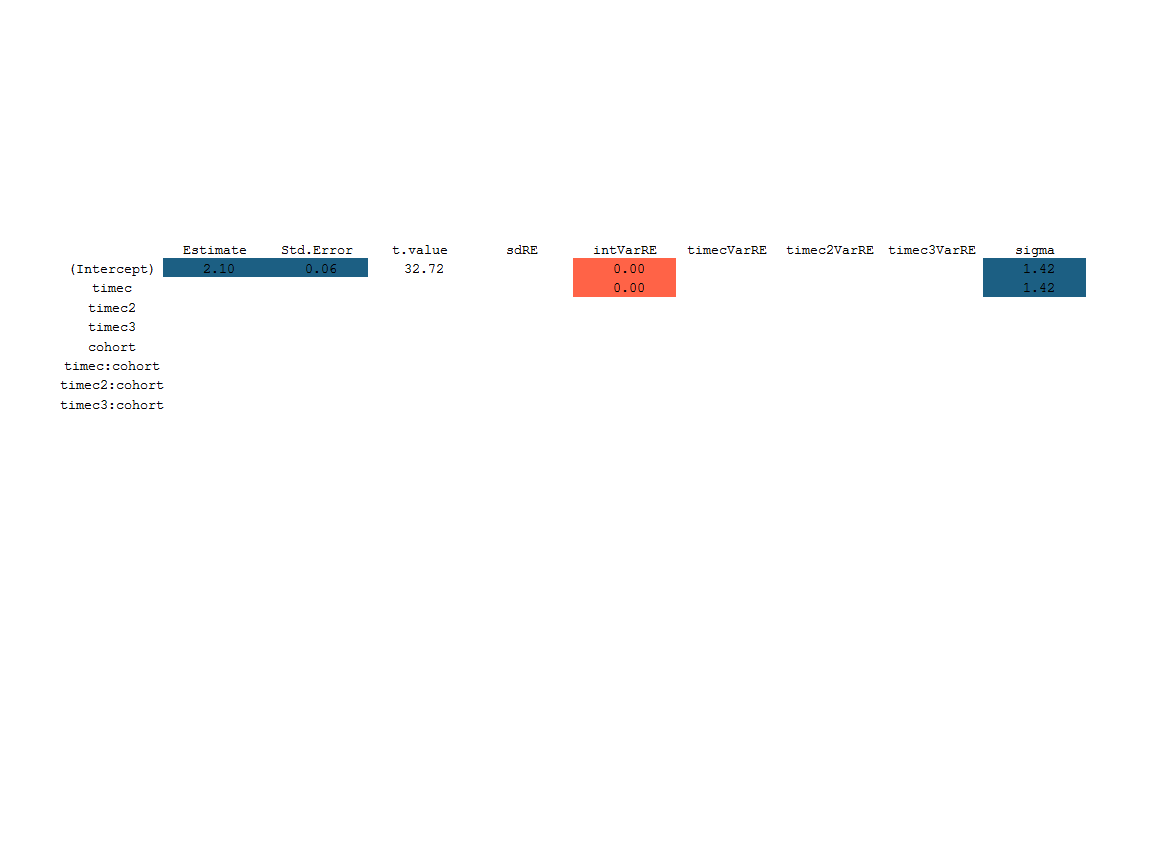 Estimate Std.Error t.value sdRE intVarRE timecVarRE timec2VarRE timec3VarRE sigma
(Intercept) 2.10 0.06 32.72 0.00 1.42
timec 0.00 1.42
timec2
timec3
cohort
timec:cohort
timec2:cohort
timec3:cohort